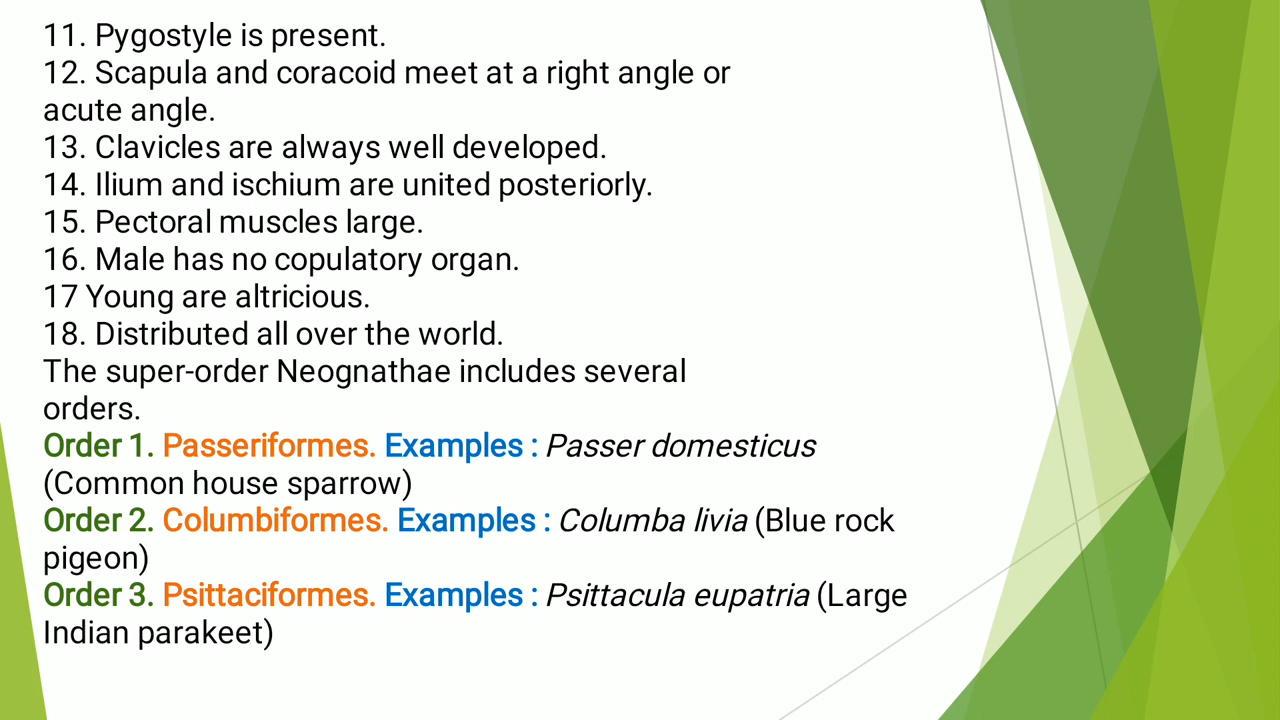 11. Pygostyle is present.
12. Scapula and coracoid meet at a right angle or
acute angle.
13. Clavicles are always well developed.
14. Ilium and ischium are united posteriorly.
15. Pectoral muscles large.
16. Male has no copulatory organ.
17 Young are altricious.
18. Distributed all over the world.
The super-order Neognathae includes several
orders.
Order 1. Passeriformes. Examples : Passer domesticus
(Common house sparrow)
Order 2. Columbiformes. Examples : Columba livia (Blue rock
pigeon)
Order 3. Psittaciformes. Examples : Psittacula eupatria (Large
Indian parakeet)